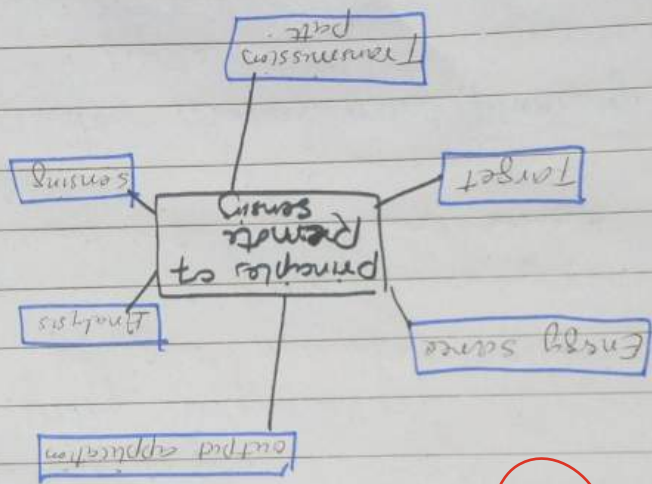 output application
Energy source
Analysis
principles of
Remote
sensing
Target
sensing
Transmission
path